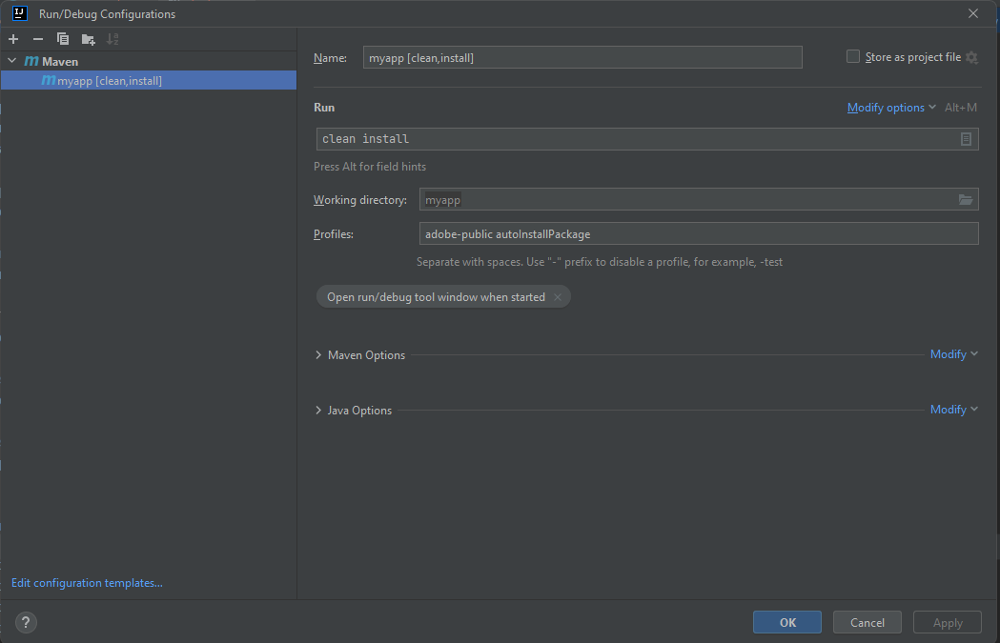 Run/Debug Configurations
Maven
myapp [clean,install]
Name:
myapp [clean,install]
Store as project file
Run
Modify options
Alt+M
clean install
Press Alt for field hints
Working directory:
myapp
Profiles:
adobe-public autoInstallPackage
Separate with spaces. Use "-" prefix to disable a profile, for example, -test
Open run/debug tool window when started
Maven Options
Modify
Java Options
Modify
Edit configuration templates...
?
OK
Cancel
Apply